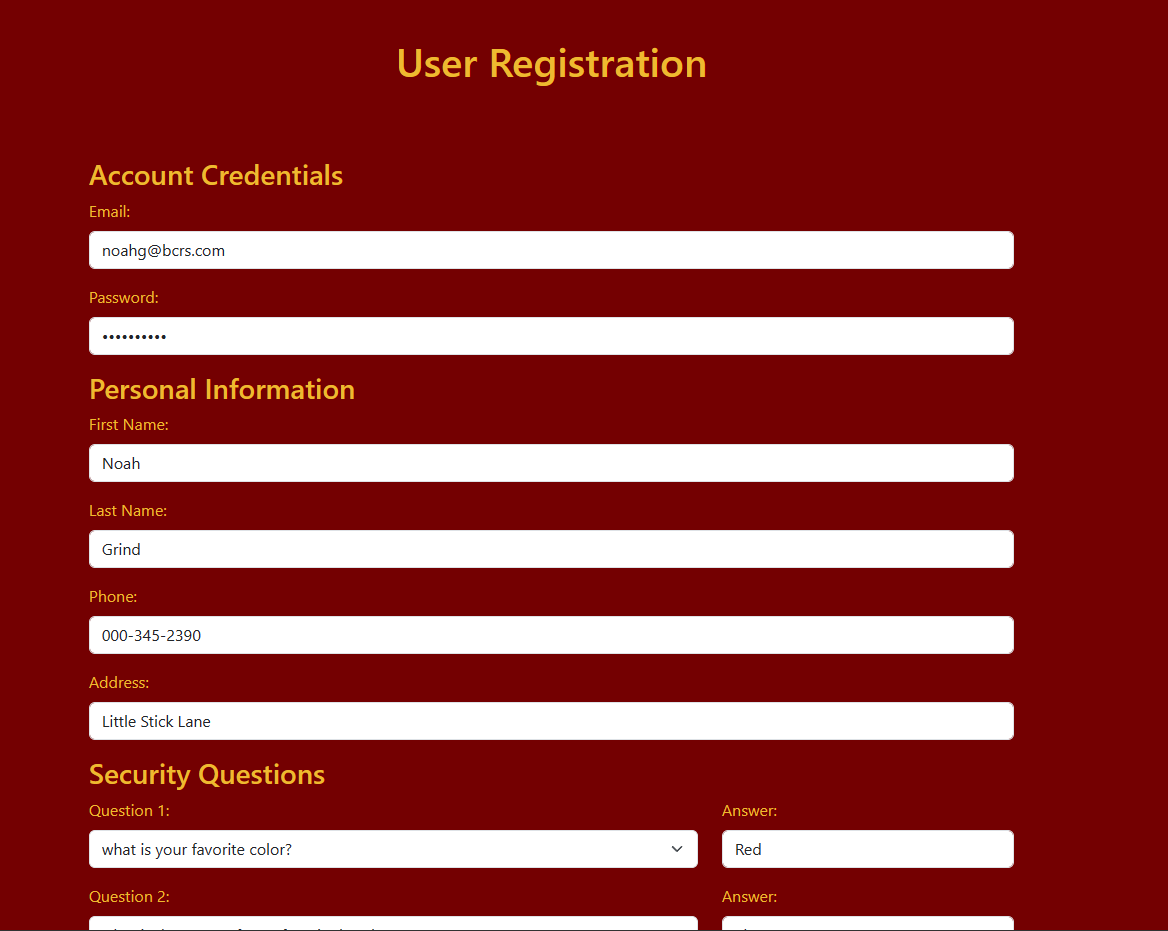 User Registration
Account Credentials
Email:
noahg@bcrs.com
Password:
••••••••••
Personal Information
First Name:
Noah
Last Name:
Grind
Phone:
000-345-2390
Address:
Little Stick Lane
Security Questions
Question 1: Answer:
what is your favorite color? Red
Question 2: Answer: